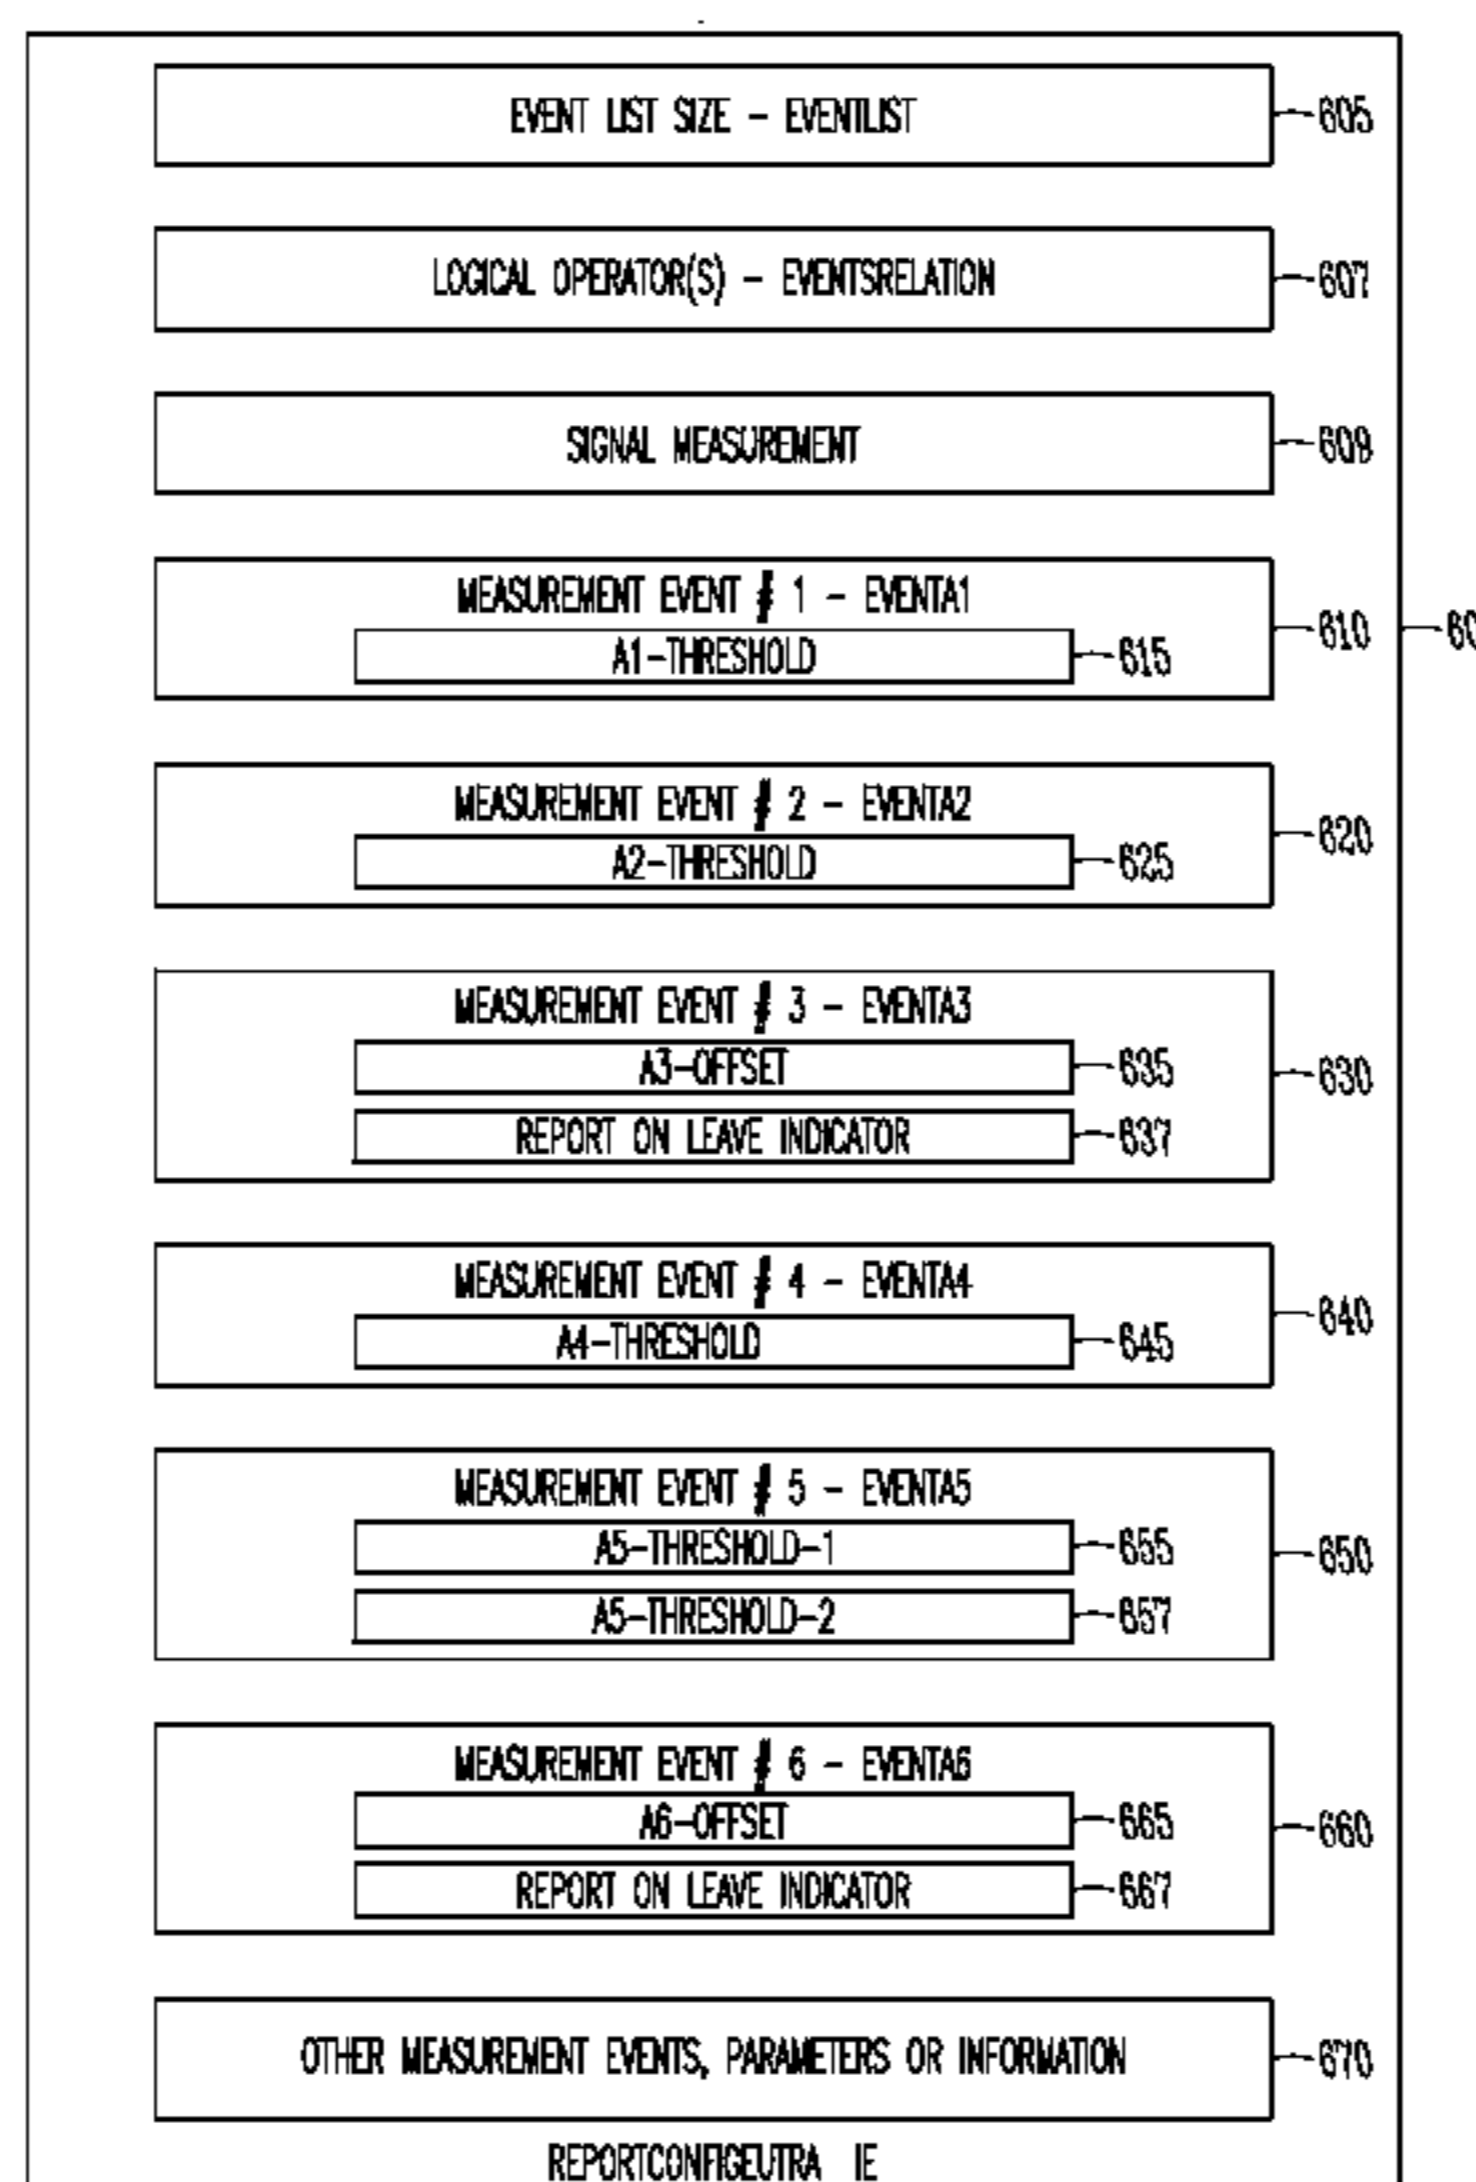 EVENT LIST SIZE – EVENTLIST
605
LOGICAL OPERATOR(S) – EVENTSRELATION
607
SIGNAL MEASUREMENT
609
MEASUREMENT EVENT # 1 – EVENTA1
610
A1–THRESHOLD
615
MEASUREMENT EVENT # 2 – EVENTA2
620
A2–THRESHOLD
625
MEASUREMENT EVENT # 3 – EVENTA3
630
A3–OFFSET
635
REPORT ON LEAVE INDICATOR
637
MEASUREMENT EVENT # 4 – EVENTA4
640
A4–THRESHOLD
645
MEASUREMENT EVENT # 5 – EVENTA5
650
A5–THRESHOLD–1
655
A5–THRESHOLD–2
657
MEASUREMENT EVENT # 6 – EVENTA6
660
A6–OFFSET
665
REPORT ON LEAVE INDICATOR
667
OTHER MEASUREMENT EVENTS, PARAMETERS OR INFORMATION
670
REPORTCONFIGEUTRA IE